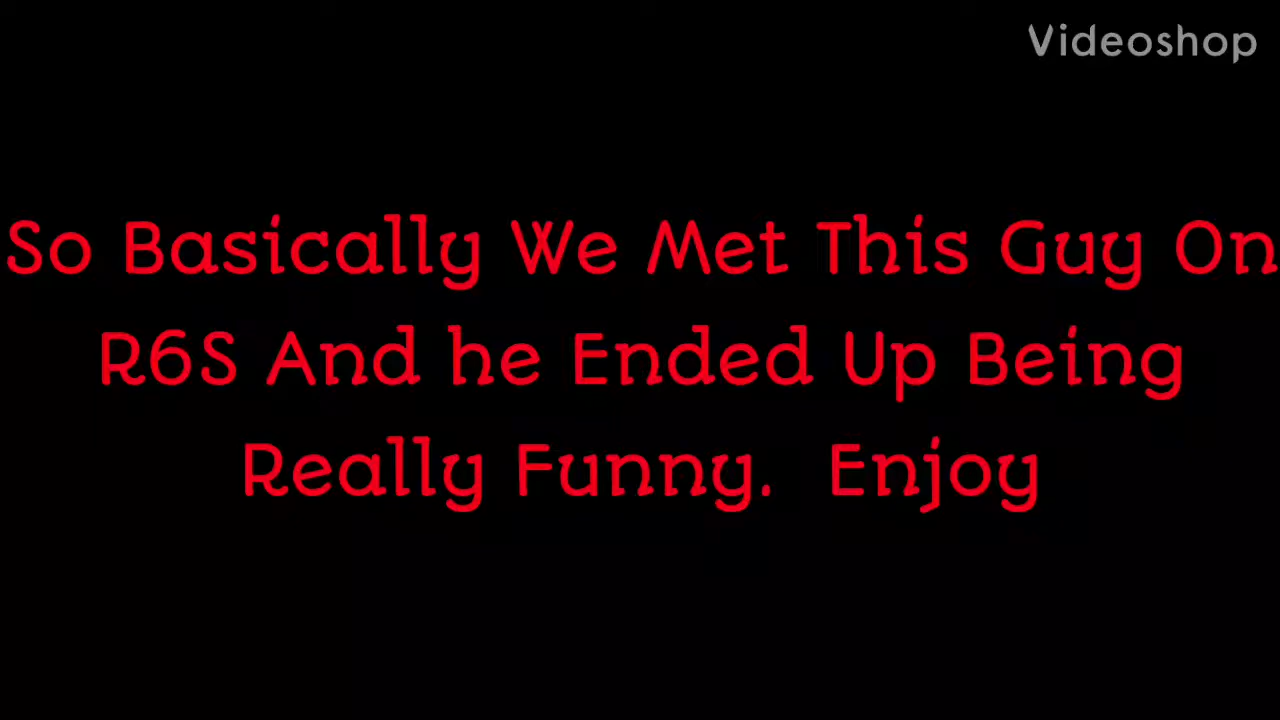 Videoshop
So Basically We Met This Guy On
R6S And he Ended Up Being
Really Funny.  Enjoy